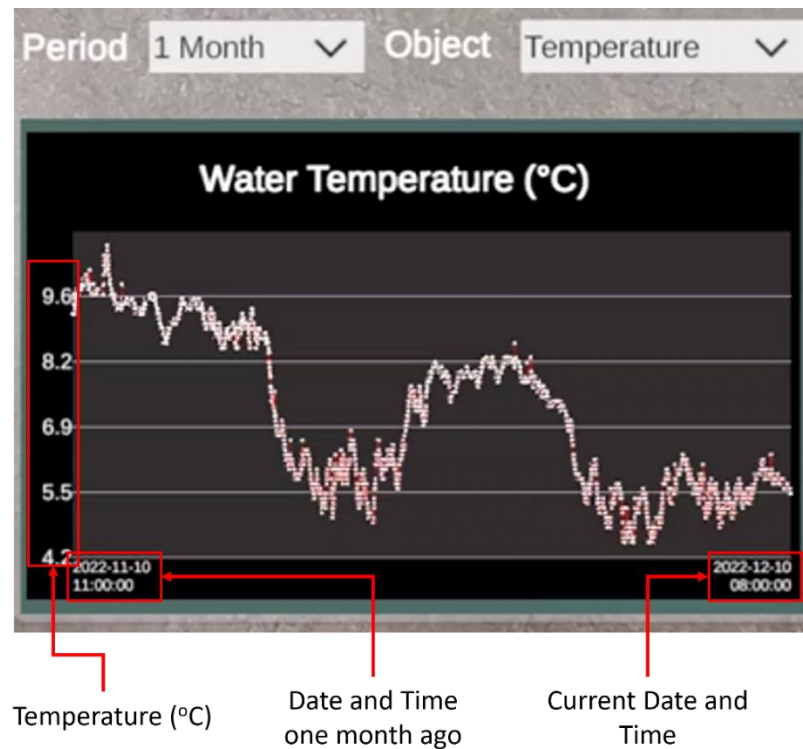 Period 1 Month Object Temperature
Water Temperature (°C)
9.6
8.2
6.9
5.5
4.2
2022-11-10 2022-12-10
11:00:00 08:00:00
Temperature (°C) Date and Time Current Date and
one month ago Time